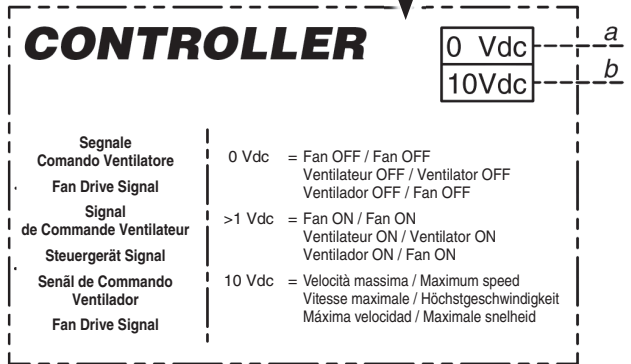 CONTROLLER
0 Vdc
a
10Vdc
b
Segnale
Comando Ventilatore
Fan Drive Signal
Signal
de Commande Ventilateur
Steuergerät Signal
Senãl de Commando
Ventilador
Fan Drive Signal
0 Vdc = Fan OFF / Fan OFF
Ventilateur OFF / Ventilator OFF
Ventilador OFF / Fan OFF
>1 Vdc = Fan ON / Fan ON
Ventilateur ON / Ventilator ON
Ventilador ON / Fan ON
10 Vdc = Velocità massima / Maximum speed
Vitesse maximale / Höchstgeschwindigkeit
Máxima velocidad / Maximale snelheid